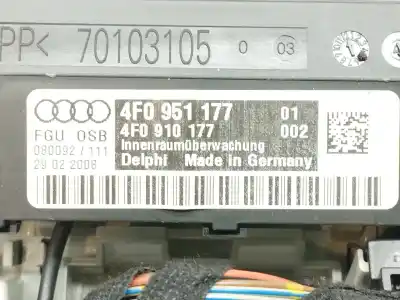 PP< 70103105 0 03
4F0 951 177 01
4F0 910 177 002
FGU OSB
Innenraumüberwachung
080092 / 111
Delphi Made in Germany
29.02.2008